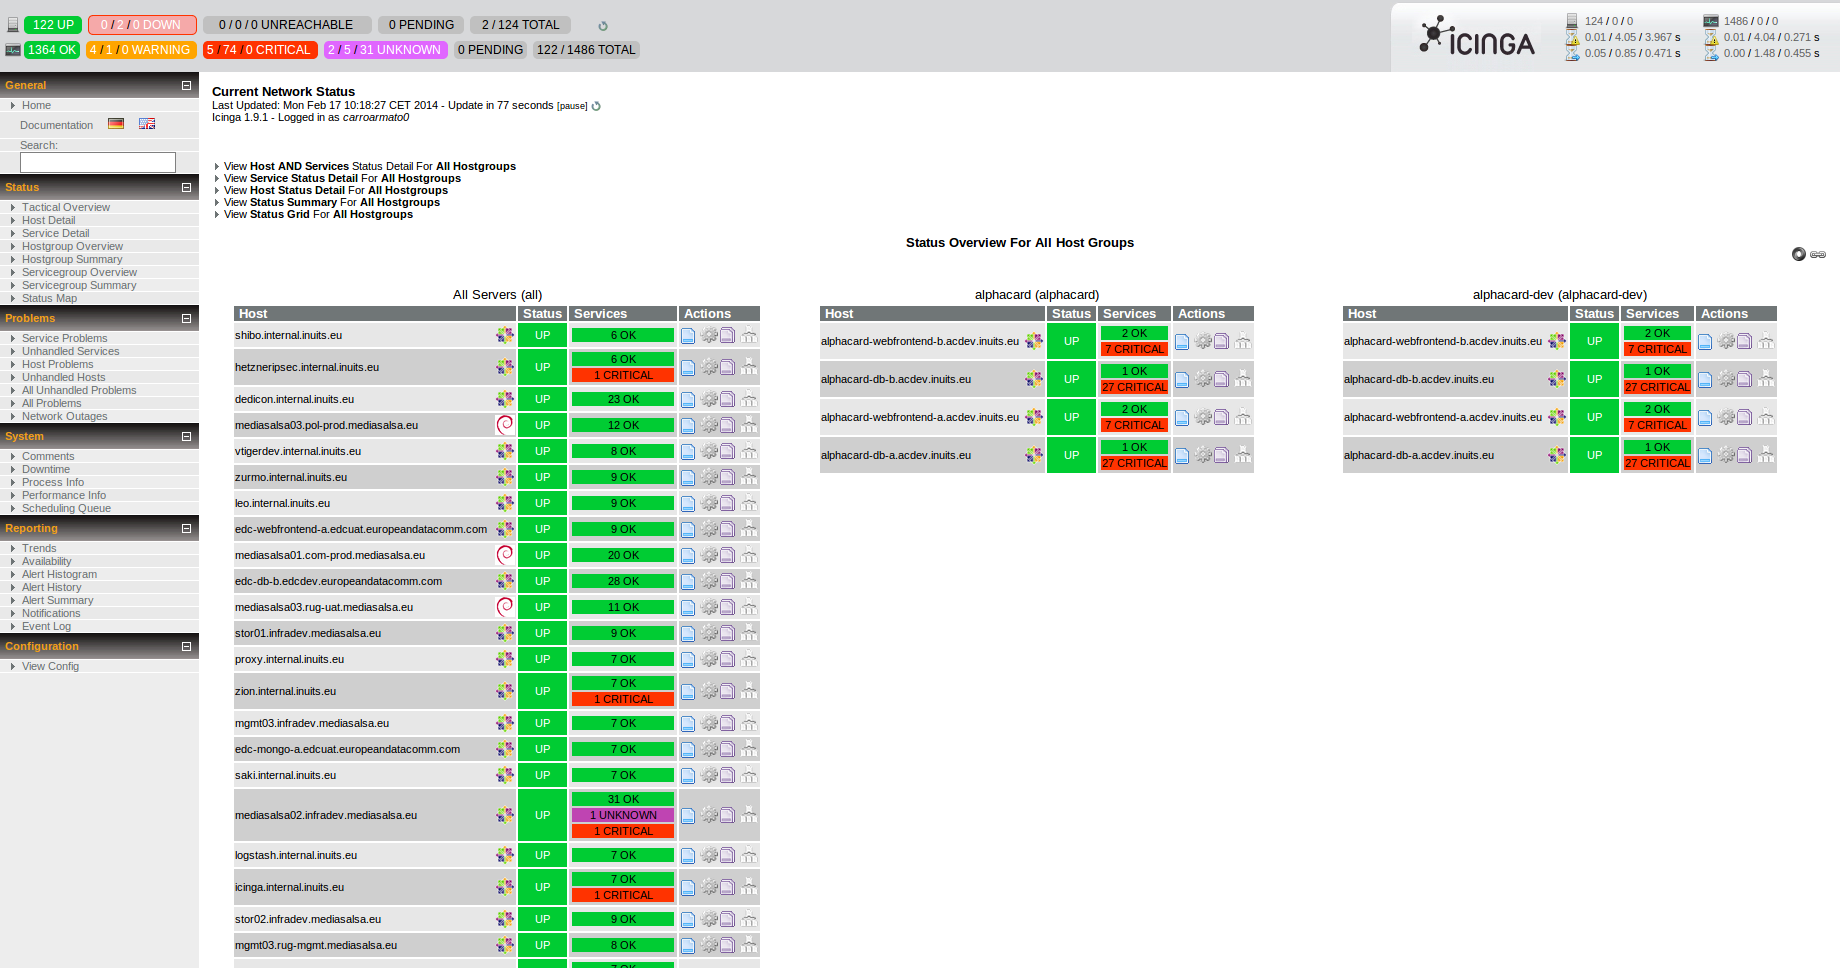 122 UP 0 / 2 / 0 DOWN 0 / 0 / 0 UNREACHABLE 0 PENDING 2 / 124 TOTAL
1364 OK 4 / 1 / 0 WARNING 5 / 74 / 0 CRITICAL 2 / 5 / 31 UNKNOWN 0 PENDING 122 / 1486 TOTAL
ICINGA
124 / 0 / 0
0.01 / 4.05 / 3.967 s
0.05 / 0.85 / 0.471 s
1486 / 0 / 0
0.01 / 4.04 / 0.271 s
0.00 / 1.48 / 0.455 s
General
Home
Documentation
Search:
Status
Tactical Overview
Host Detail
Service Detail
Hostgroup Overview
Hostgroup Summary
Servicegroup Overview
Servicegroup Summary
Status Map
Problems
Service Problems
Unhandled Services
Host Problems
Unhandled Hosts
All Unhandled Problems
All Problems
Network Outages
System
Comments
Downtime
Process Info
Performance Info
Scheduling Queue
Reporting
Trends
Availability
Alert Histogram
Alert History
Alert Summary
Notifications
Event Log
Configuration
View Config
Current Network Status
Last Updated: Mon Feb 17 10:18:27 CET 2014 - Update in 77 seconds [pause]
Icinga 1.9.1 - Logged in as carroarmato0
View Host AND Services Status Detail For All Hostgroups
View Service Status Detail For All Hostgroups
View Host Status Detail For All Hostgroups
View Status Summary For All Hostgroups
View Status Grid For All Hostgroups
Status Overview For All Host Groups
All Servers (all)
Host Status Services Actions
shibo.internal.inuits.eu UP 6 OK
hetzneripsec.internal.inuits.eu UP 6 OK
1 CRITICAL
dedicon.internal.inuits.eu UP 23 OK
mediasalsa03.pol-prod.mediasalsa.eu UP 12 OK
vtigerdev.internal.inuits.eu UP 8 OK
zurmo.internal.inuits.eu UP 9 OK
leo.internal.inuits.eu UP 9 OK
edc-webfrontend-a.edcuat.europeandatacomm.com UP 9 OK
mediasalsa01.com-prod.mediasalsa.eu UP 20 OK
edc-db-b.edcdev.europeandatacomm.com UP 28 OK
mediasalsa03.rug-uat.mediasalsa.eu UP 11 OK
stor01.infradev.mediasalsa.eu UP 9 OK
proxy.internal.inuits.eu UP 7 OK
zion.internal.inuits.eu UP 7 OK
1 CRITICAL
mgmt03.infradev.mediasalsa.eu UP 7 OK
edc-mongo-a.edcuat.europeandatacomm.com UP 7 OK
saki.internal.inuits.eu UP 7 OK
mediasalsa02.infradev.mediasalsa.eu UP 31 OK
1 UNKNOWN
1 CRITICAL
logstash.internal.inuits.eu UP 7 OK
icinga.internal.inuits.eu UP 7 OK
1 CRITICAL
stor02.infradev.mediasalsa.eu UP 9 OK
mgmt03.rug-mgmt.mediasalsa.eu UP 8 OK
alphacard (alphacard)
Host Status Services Actions
alphacard-webfrontend-b.acdev.inuits.eu UP 2 OK
7 CRITICAL
alphacard-db-b.acdev.inuits.eu UP 1 OK
27 CRITICAL
alphacard-webfrontend-a.acdev.inuits.eu UP 2 OK
7 CRITICAL
alphacard-db-a.acdev.inuits.eu UP 1 OK
27 CRITICAL
alphacard-dev (alphacard-dev)
Host Status Services Actions
alphacard-webfrontend-b.acdev.inuits.eu UP 2 OK
7 CRITICAL
alphacard-db-b.acdev.inuits.eu UP 1 OK
27 CRITICAL
alphacard-webfrontend-a.acdev.inuits.eu UP 2 OK
7 CRITICAL
alphacard-db-a.acdev.inuits.eu UP 1 OK
27 CRITICAL